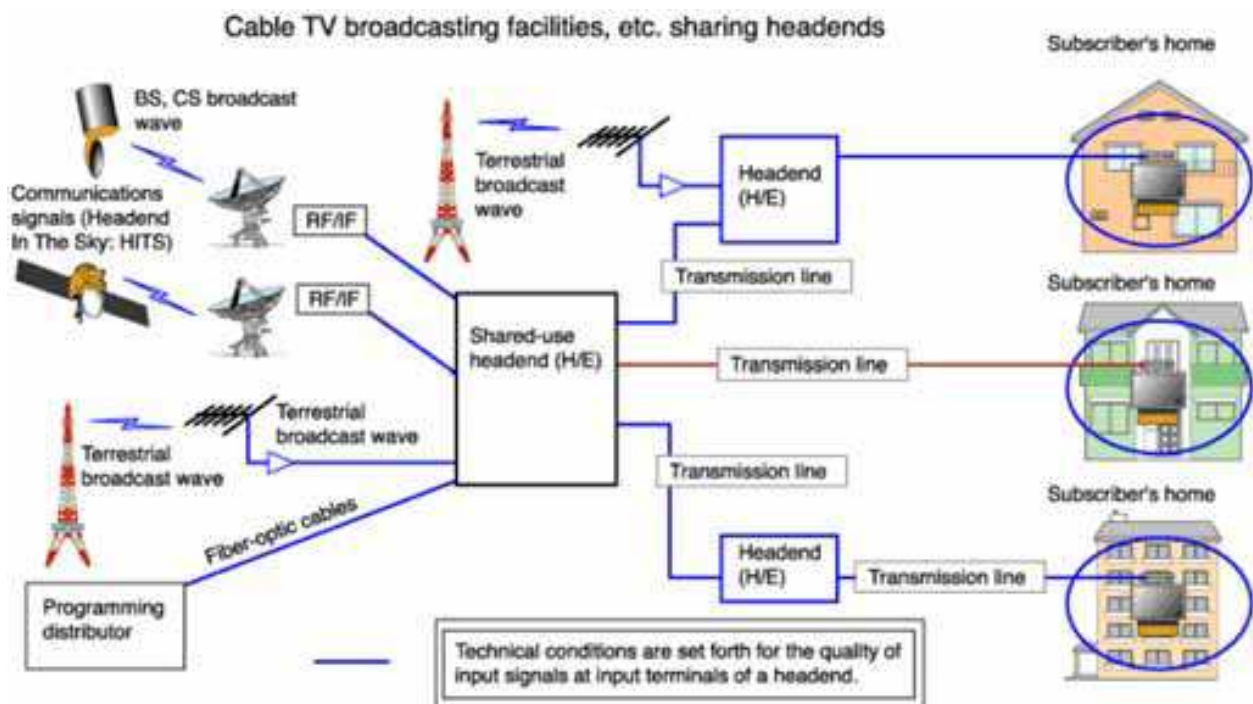 Cable TV broadcasting facilities, etc. sharing headends
Subscriber's home
BS, CS broadcast
wave
Communications
signals (Headend
In The Sky: HITS)
RF/IF
RF/IF
Terrestrial
broadcast
wave
Headend
(H/E)
Transmission line
Subscriber's home
Shared-use
headend (H/E)
Transmission line
Terrestrial
broadcast wave
Terrestrial
broadcast wave
Transmission line
Fiber-optic cables
Subscriber's home
Headend
(H/E)
Transmission line
Programming
distributor
Technical conditions are set forth for the quality of
input signals at input terminals of a headend.